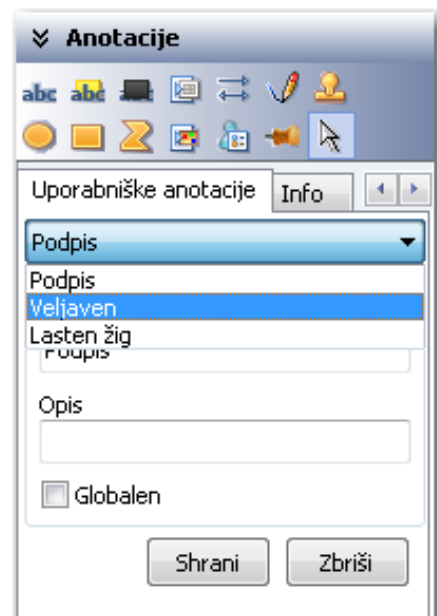 Anotacije
abc abc
Uporabniške anotacije Info
Podpis
Podpis
Veljaven
Lasten žig
Podpis
Opis
Globalen
Shrani Zbriši